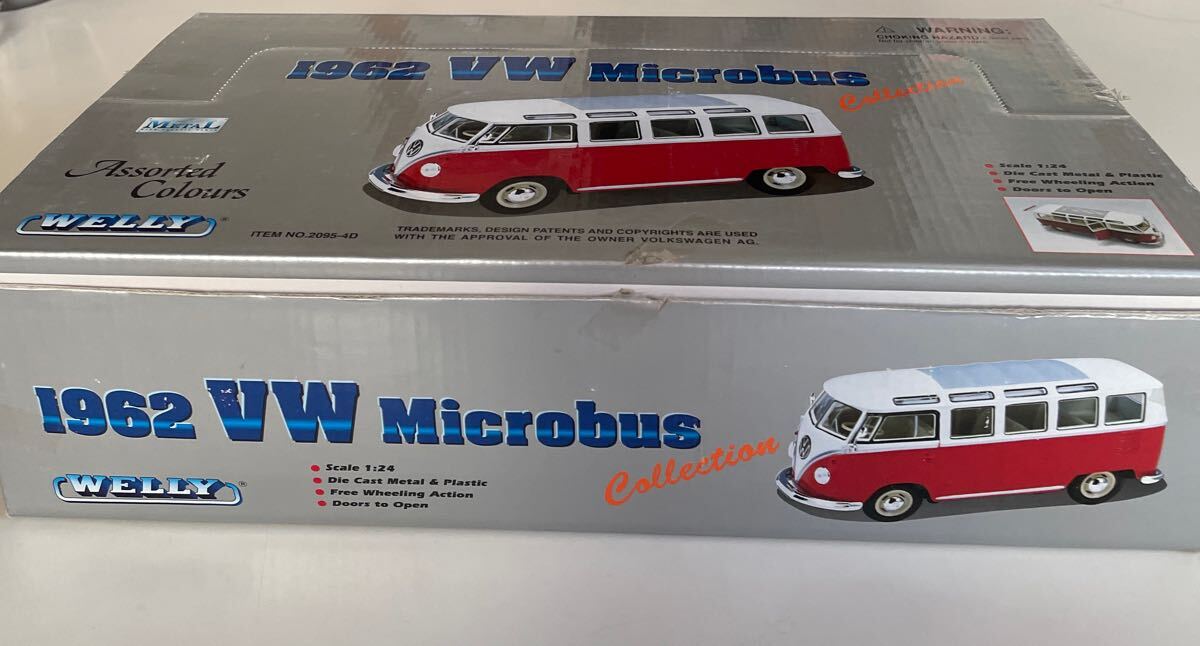 WARNING:
CHOKING HAZARD
1962 VW Microbus
Collection
METAL
Assorted
Colours
Scale 1:24
Die Cast Metal & Plastic
Free Wheeling Action
Doors to Open
WELLY®
ITEM NO.2095-4D
TRADEMARKS, DESIGN PATENTS AND COPYRIGHTS ARE USED
WITH THE APPROVAL OF THE OWNER VOLKSWAGEN AG.
1962 VW Microbus
Collection
WELLY®
Scale 1:24
Die Cast Metal & Plastic
Free Wheeling Action
Doors to Open